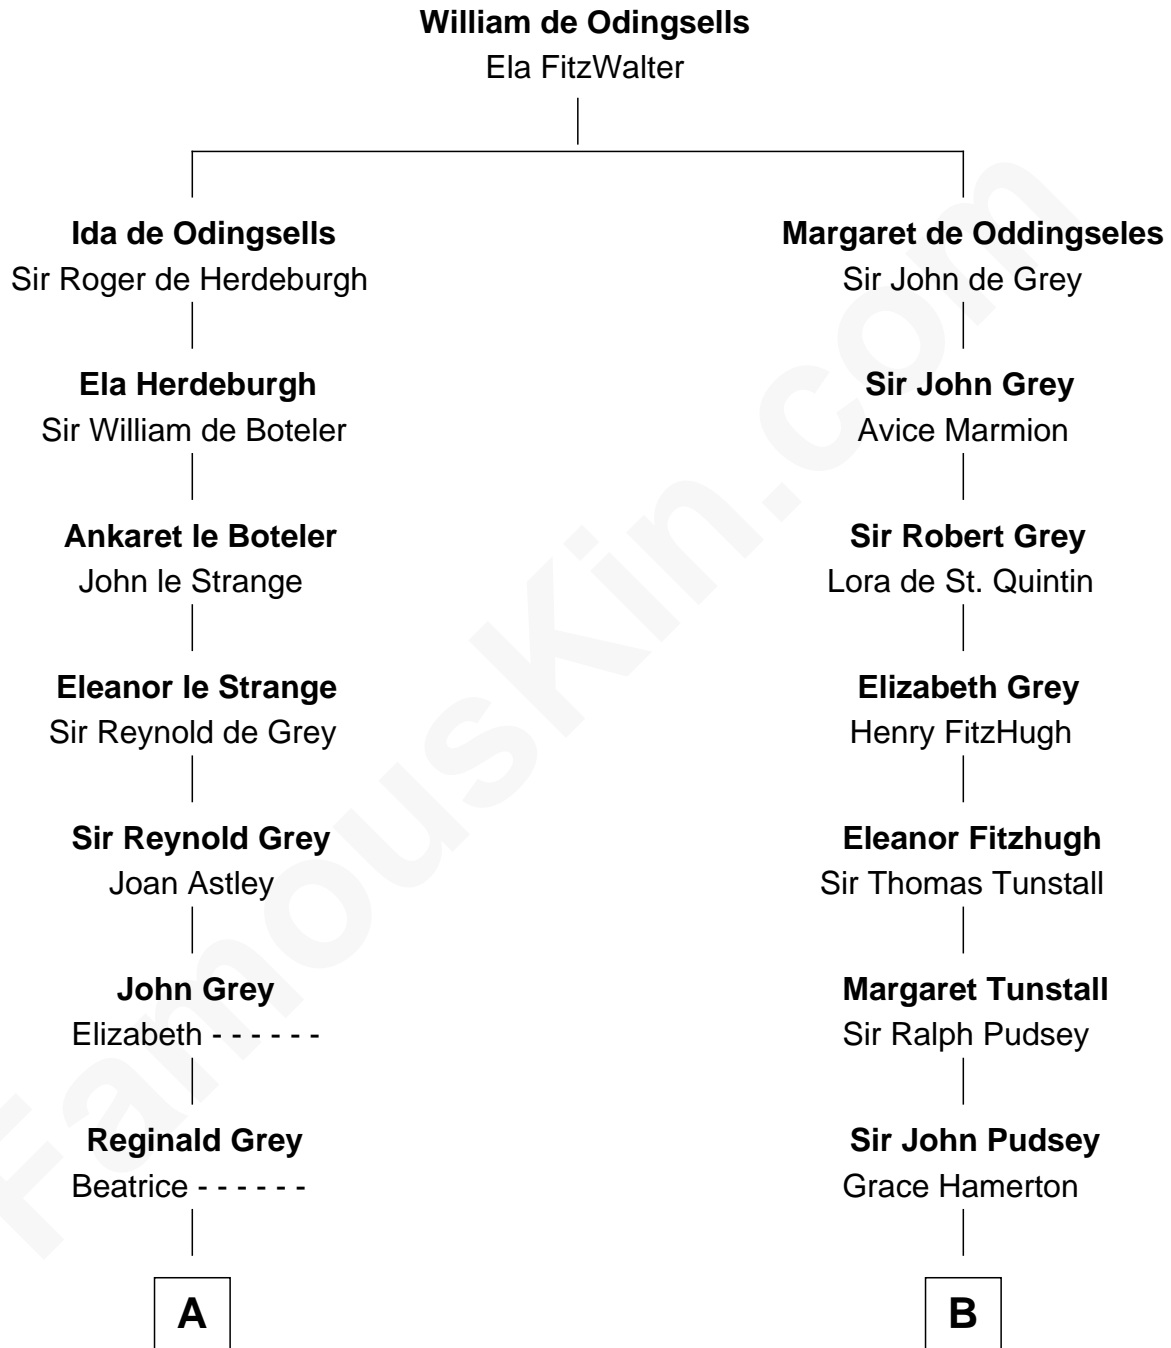 William de Odingsells
Ela FitzWalter
Ida de Odingsells
Sir Roger de Herdeburgh
Margaret de Oddingseles
Sir John de Grey
Ela Herdeburgh
Sir William de Boteler
Sir John Grey
Avice Marmion
Ankaret le Boteler
John le Strange
Sir Robert Grey
Lora de St. Quintin
Eleanor le Strange
Sir Reynold de Grey
Elizabeth Grey
Henry FitzHugh
Sir Reynold Grey
Joan Astley
Eleanor Fitzhugh
Sir Thomas Tunstall
John Grey
Elizabeth - - - - - -
Margaret Tunstall
Sir Ralph Pudsey
Reginald Grey
Beatrice - - - - - -
Sir John Pudsey
Grace Hamerton
A
B
FamousKin.com